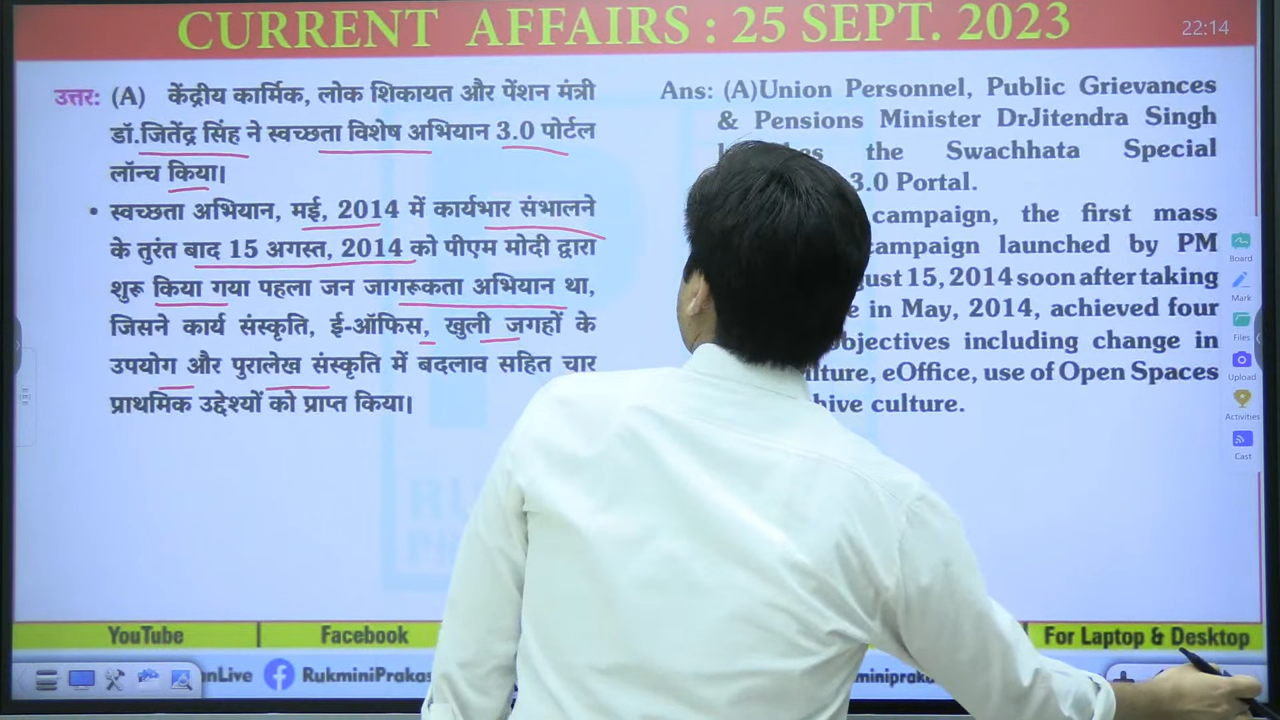 CURRENT AFFAIRS : 25 SEPT. 2023
22:14
उत्तर: (A) केंद्रीय कार्मिक, लोक शिकायत और पेंशन मंत्री
डॉ.जितेंद्र सिंह ने स्वच्छता विशेष अभियान 3.0 पोर्टल
लॉन्च किया।
• स्वच्छता अभियान, मई, 2014 में कार्यभार संभालने
के तुरंत बाद 15 अगस्त, 2014 को पीएम मोदी द्वारा
शुरू किया गया पहला जन जागरूकता अभियान था,
जिसने कार्य संस्कृति, ई-ऑफिस, खुली जगहों के
उपयोग और पुरालेख संस्कृति में बदलाव सहित चार
प्राथमिक उद्देश्यों को प्राप्त किया।
Ans: (A)Union Personnel, Public Grievances
& Pensions Minister DrJitendra Singh
the Swachhata Special
3.0 Portal.
campaign, the first mass
campaign launched by PM
15, 2014 soon after taking
in May, 2014, achieved four
objectives including change in
eOffice, use of Open Spaces
culture.
Board
Mark
Files
Upload
Activities
Cast
YouTube
Facebook
For Laptop & Desktop